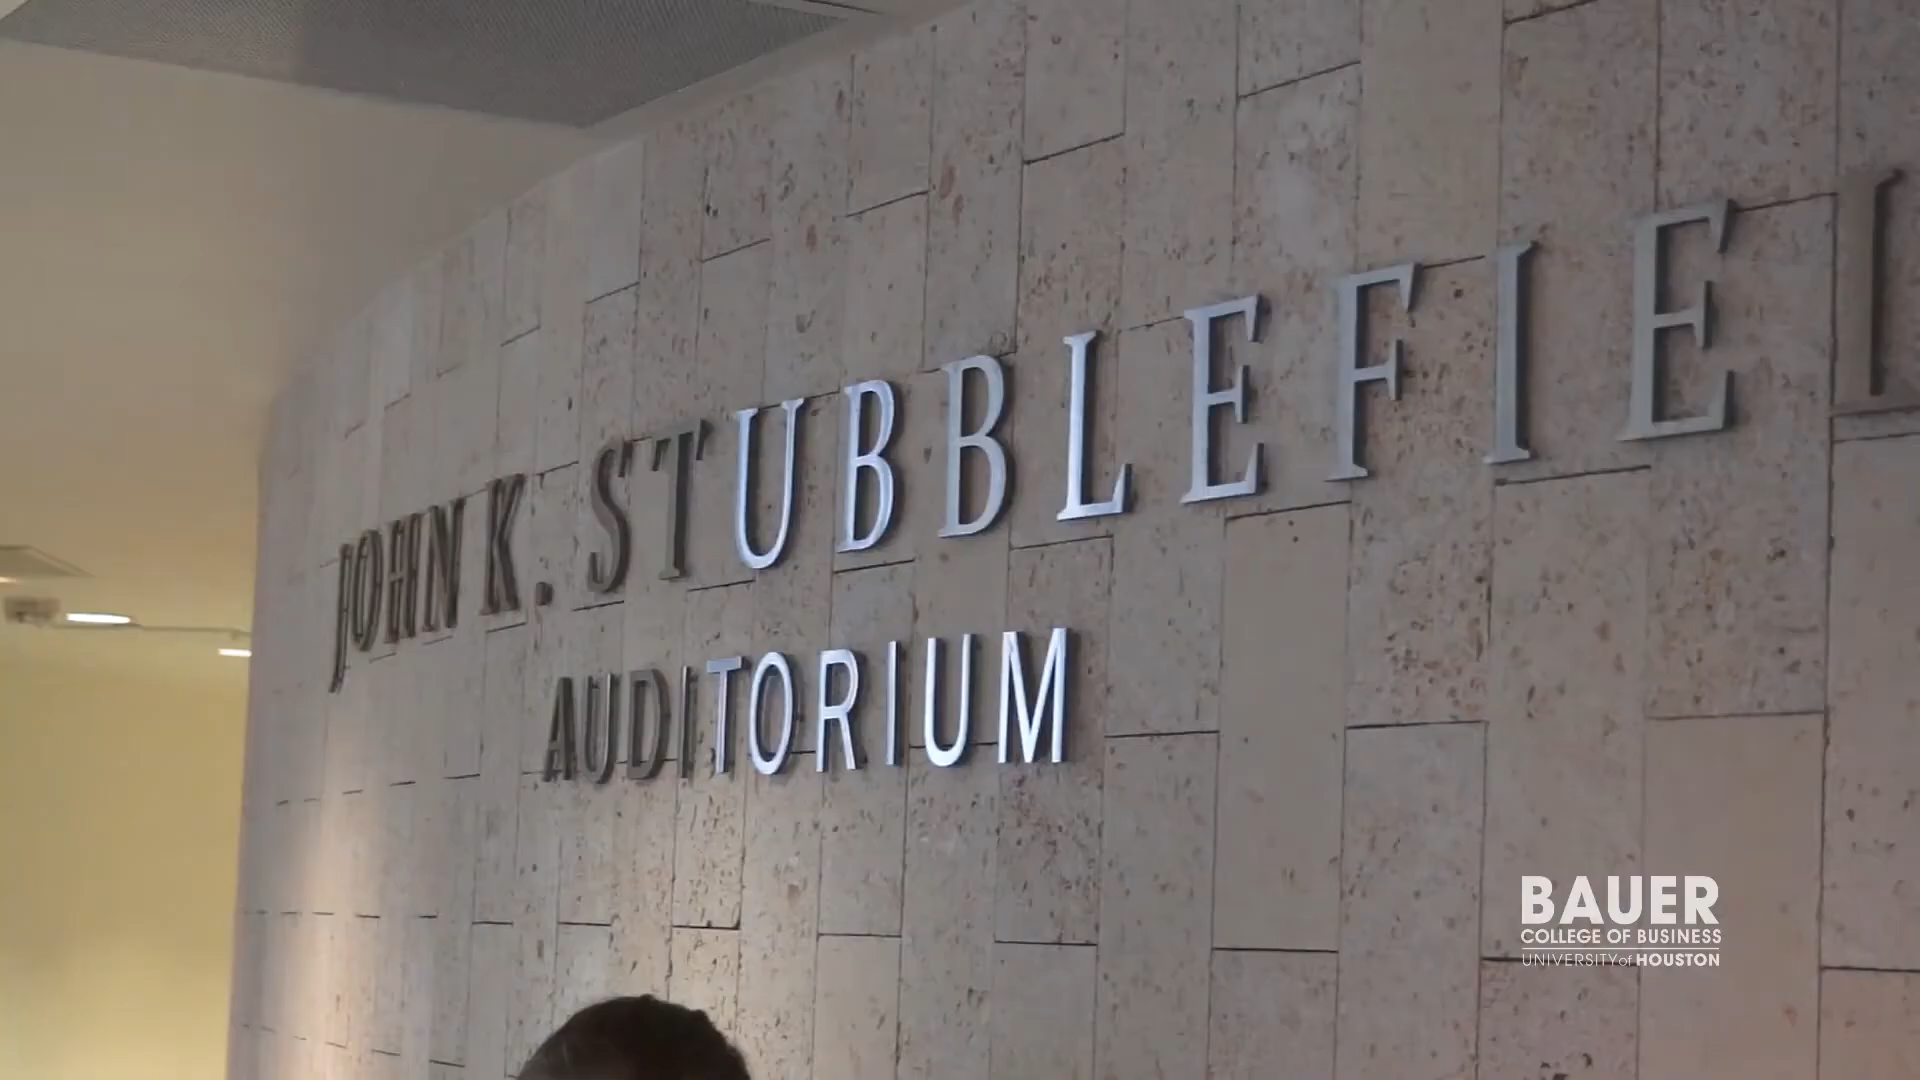 JOHN K. STUBBLEFIEL
AUDITORIUM
BAUER
COLLEGE OF BUSINESS
UNIVERSITY of HOUSTON